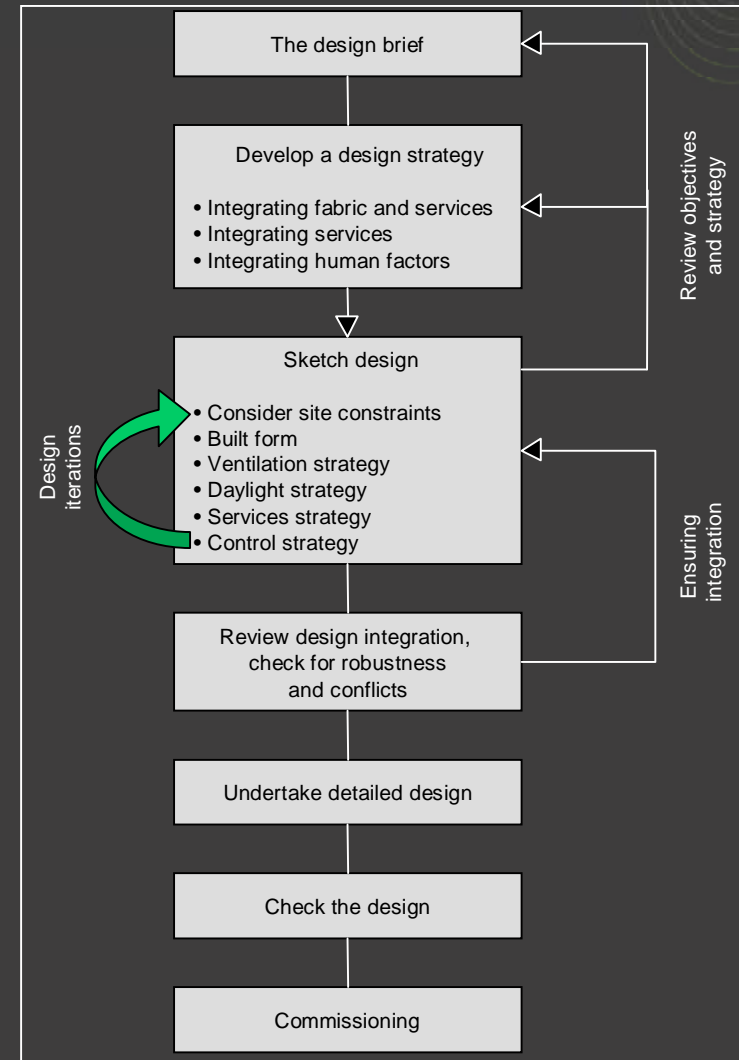 The design brief
Develop a design strategy
• Integrating fabric and services
• Integrating services
• Integrating human factors
Review objectives
and strategy
Sketch design
• Consider site constraints
• Built form
• Ventilation strategy
• Daylight strategy
• Services strategy
• Control strategy
Design
iterations
Ensuring
integration
Review design integration,
check for robustness
and conflicts
Undertake detailed design
Check the design
Commissioning